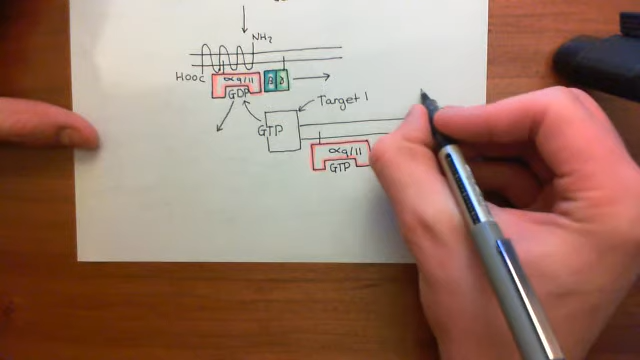 NH₂
HOOC
αq/11 β γ
GDP
Target 1
GTP
αq/11
GTP